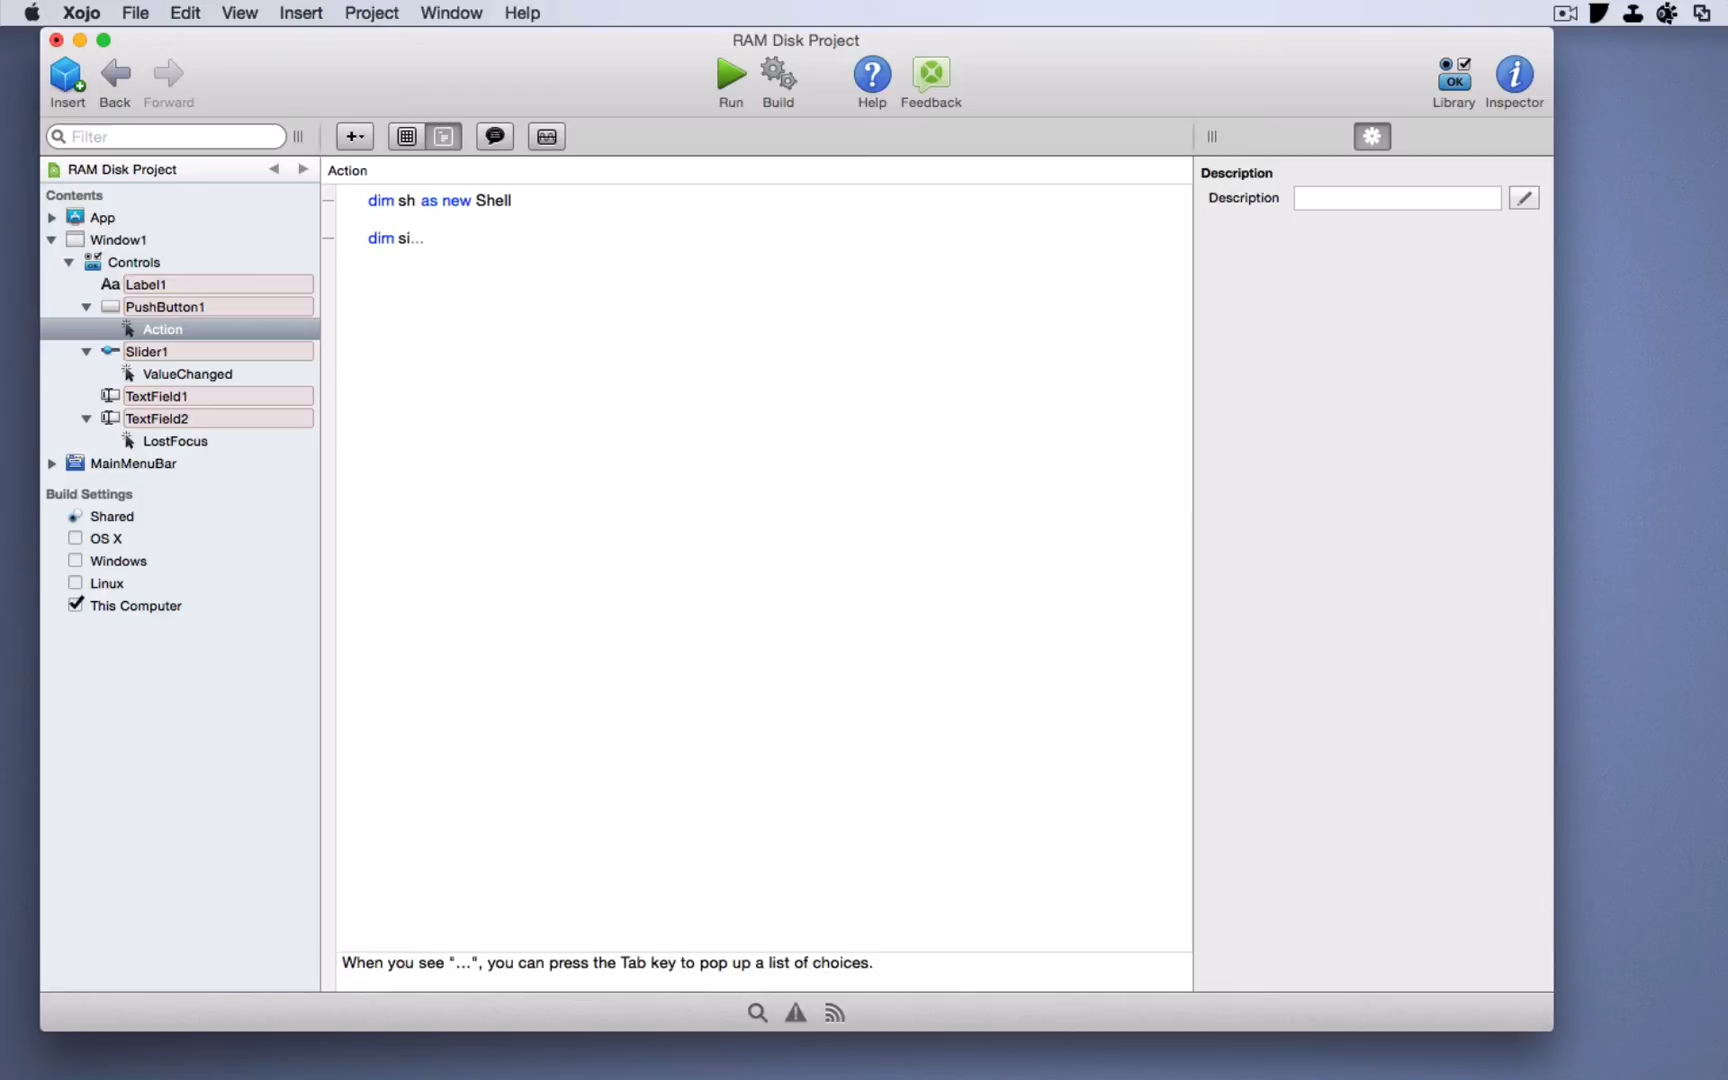 Xojo File Edit View Insert Project Window Help
RAM Disk Project
Insert Back Forward Run Build Help Feedback OK Library Inspector
Filter
RAM Disk Project
Action
Description
Contents
dim sh as new Shell
Description
App
Window1
dim si...
Controls
Aa Label1
PushButton1
Action
Slider1
ValueChanged
TextField1
TextField2
LostFocus
MainMenuBar
Build Settings
Shared
OS X
Windows
Linux
This Computer
When you see "...", you can press the Tab key to pop up a list of choices.